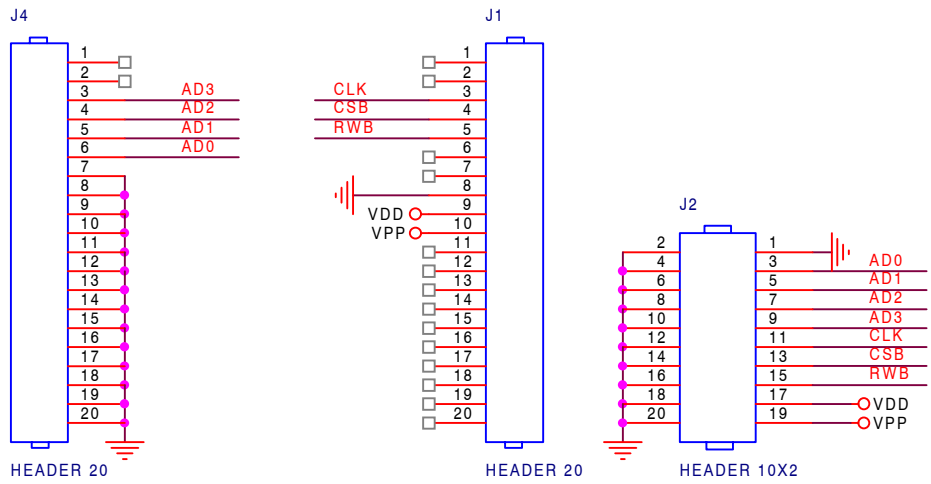 J4
1
2
3 AD3
4 AD2
5 AD1
6 AD0
7
8
9
10
11
12
13
14
15
16
17
18
19
20
HEADER 20
J1
1
2
CLK 3
CSB 4
RWB 5
6
7
8
VDD 9
VPP 10
11
12
13
14
15
16
17
18
19
20
HEADER 20
J2
2 1
4 3 AD0
6 5 AD1
8 7 AD2
10 9 AD3
12 11 CLK
14 13 CSB
16 15 RWB
18 17 VDD
20 19 VPP
HEADER 10X2